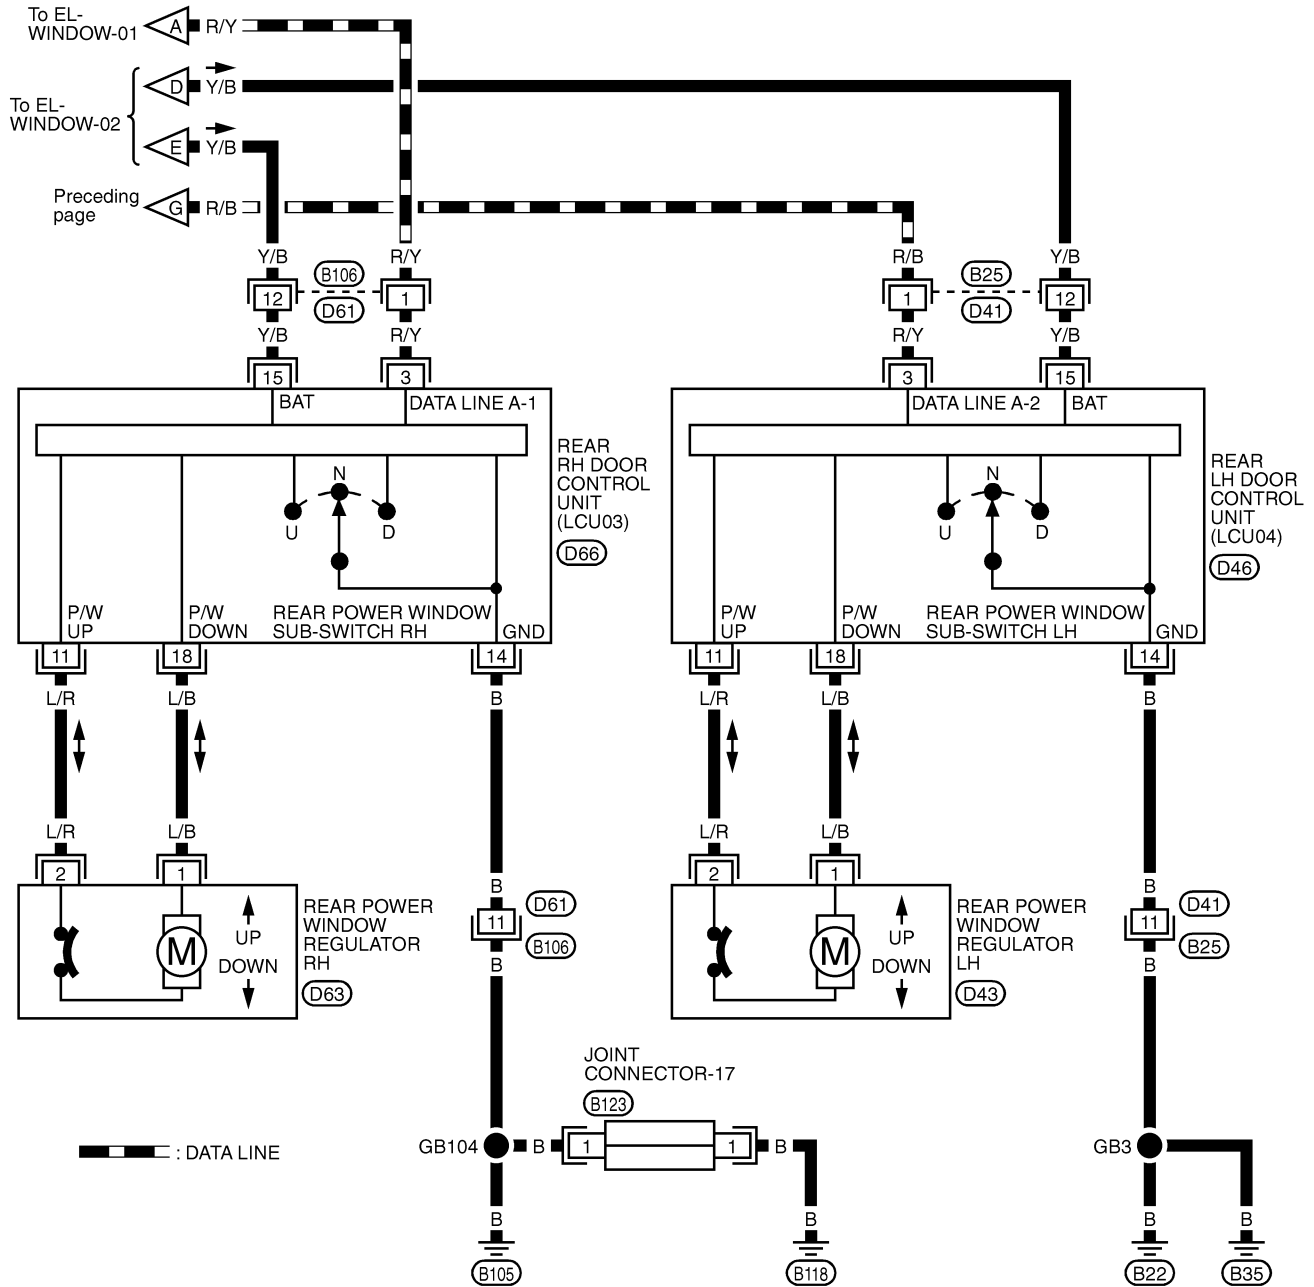 To EL-
WINDOW-01
A R/Y
To EL-
WINDOW-02
D Y/B
E Y/B
Preceding
page
G R/B
Y/B R/Y R/B Y/B
B106 B25
12 1 1 12
D61 D41
Y/B R/Y R/Y Y/B
15 3 3 15
BAT DATA LINE A-1
DATA LINE A-2 BAT
REAR
RH DOOR
CONTROL
UNIT
(LCU03)
D66
REAR
LH DOOR
CONTROL
UNIT
(LCU04)
D46
N
U D
N
U D
P/W
UP
P/W
DOWN
REAR POWER WINDOW
SUB-SWITCH RH
GND
P/W
UP
P/W
DOWN
REAR POWER WINDOW
SUB-SWITCH LH
GND
11 18 14 11 18 14
L/R L/B B L/R L/B B
L/R L/B L/R L/B
2 1 2 1
B B
M
UP
DOWN
REAR POWER
WINDOW
REGULATOR
RH
D63
D61
11
B106
B
M
UP
DOWN
REAR POWER
WINDOW
REGULATOR
LH
D43
D41
11
B25
B
JOINT
CONNECTOR-17
B123
GB104 B 1 1 B
GB3
: DATA LINE
B B B B
B105 B118 B22 B35